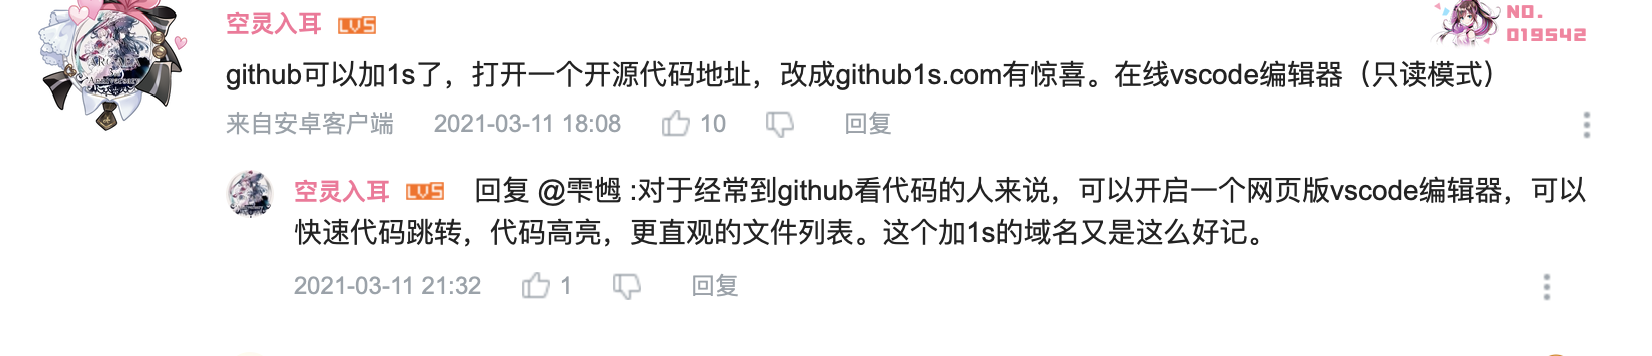 空灵入耳 LV5
NO.
019542
github可以加1s了，打开一个开源代码地址，改成github1s.com有惊喜。在线vscode编辑器（只读模式）
来自安卓客户端 2021-03-11 18:08 10 回复
空灵入耳 LV5 回复 @雫乸 :对于经常到github看代码的人来说，可以开启一个网页版vscode编辑器，可以
快速代码跳转，代码高亮，更直观的文件列表。这个加1s的域名又是这么好记。
2021-03-11 21:32 1 回复